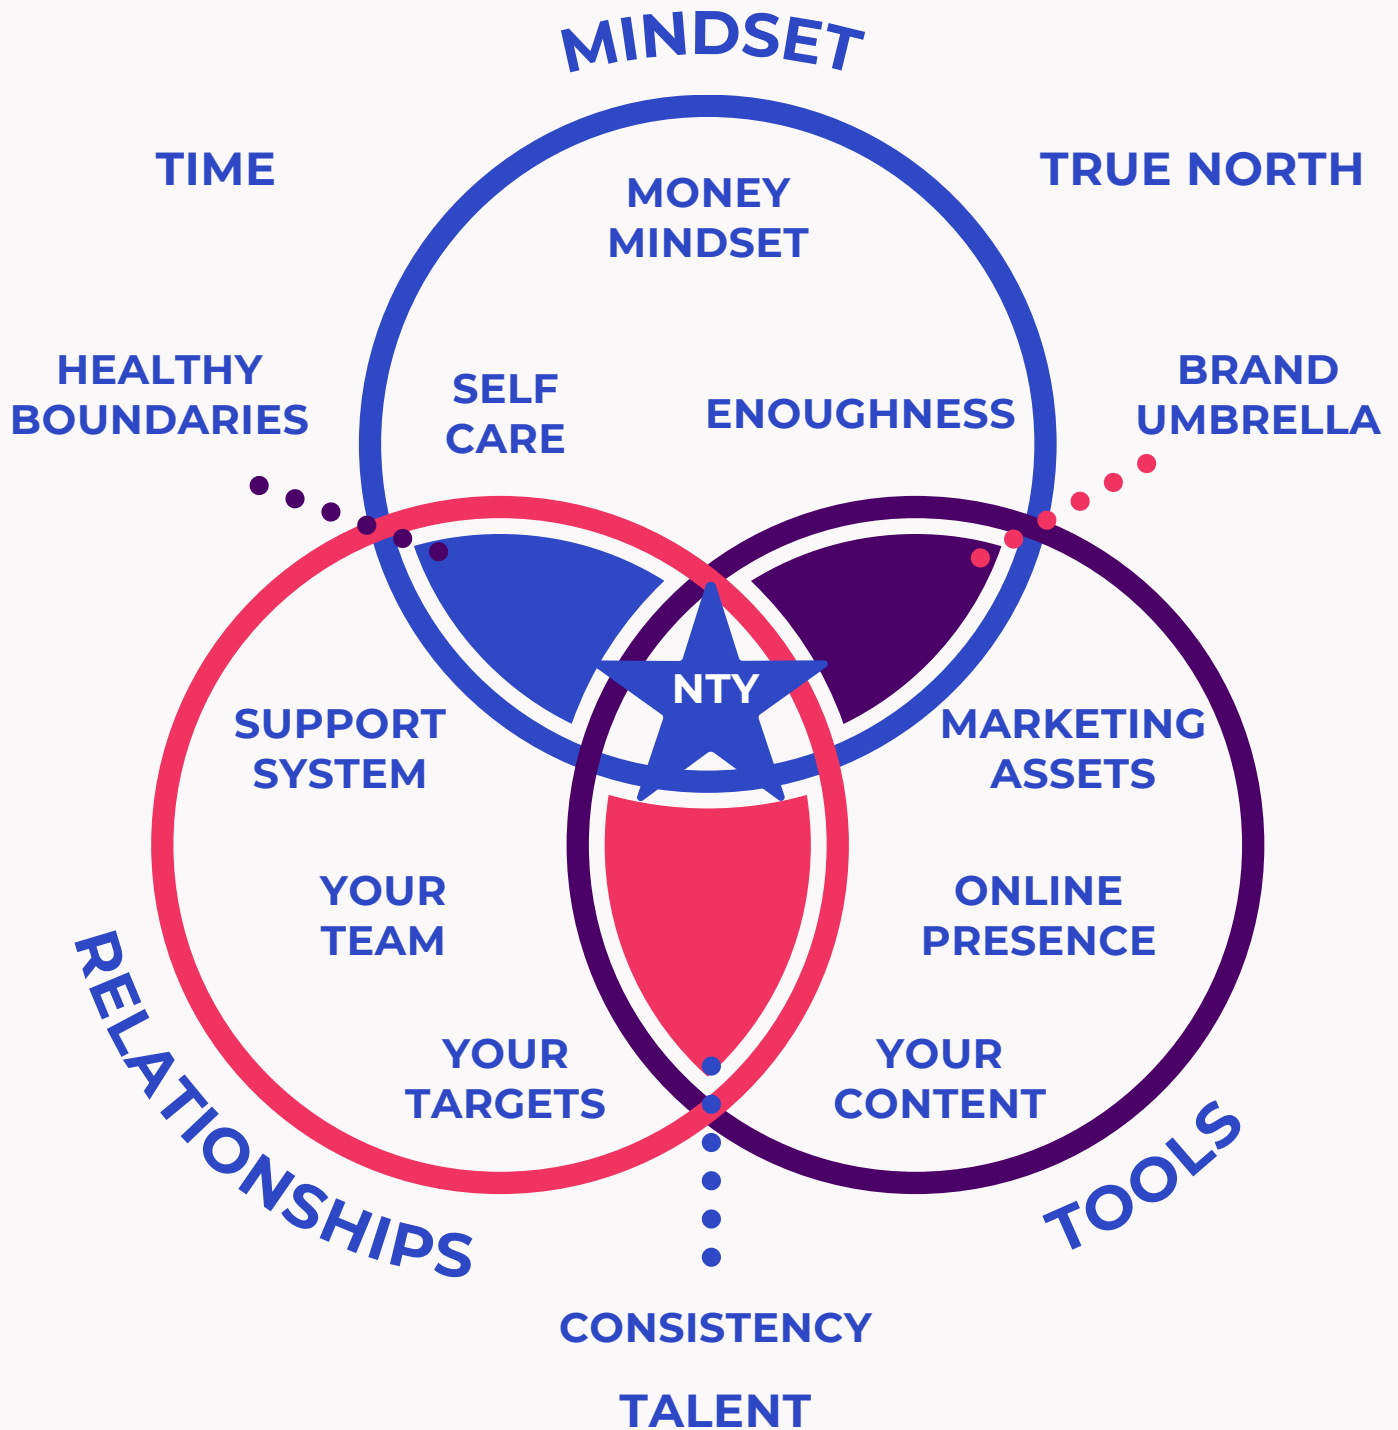 MINDSET
TIME
TRUE NORTH
MONEY
MINDSET
HEALTHY
BOUNDARIES
SELF
CARE
ENOUGHNESS
BRAND
UMBRELLA
NTY
SUPPORT
SYSTEM
MARKETING
ASSETS
YOUR
TEAM
ONLINE
PRESENCE
YOUR
TARGETS
YOUR
CONTENT
RELATIONSHIPS
TOOLS
CONSISTENCY
TALENT